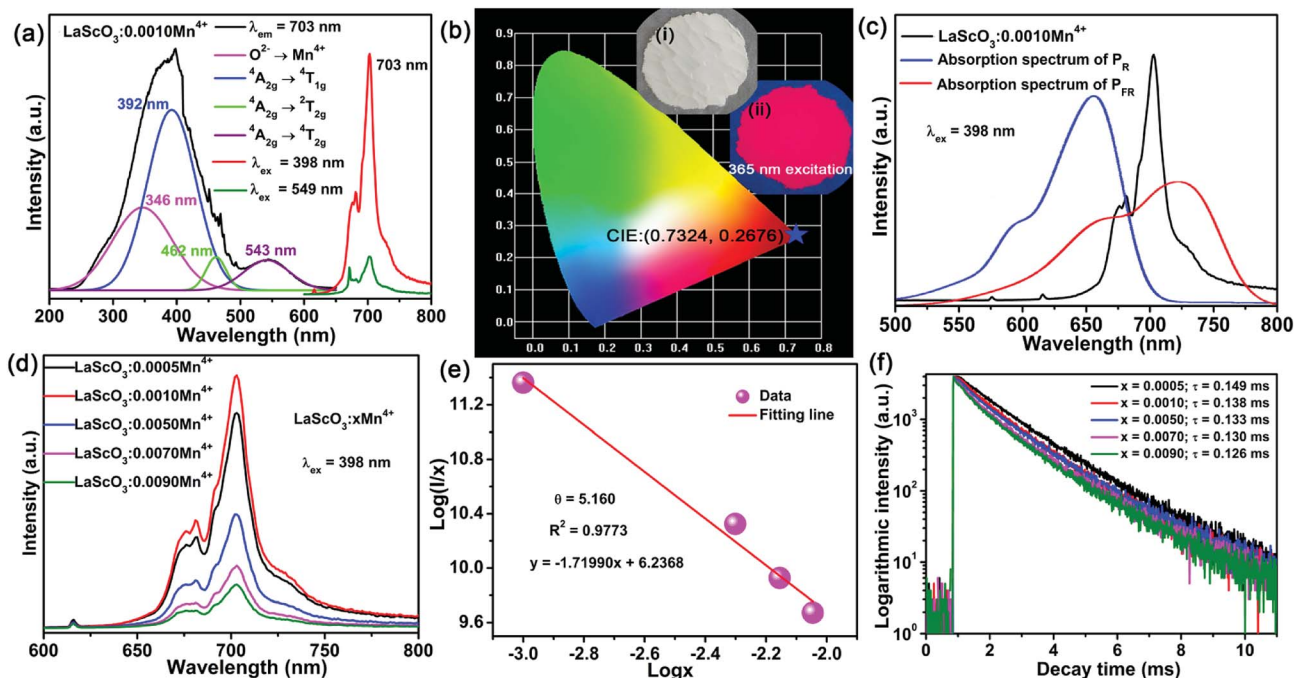 (a)
LaScO₃:0.0010Mn⁴⁺
λem = 703 nm
O²⁻ → Mn⁴⁺
⁴A₂g → ⁴T₁g
⁴A₂g → ²T₂g
⁴A₂g → ⁴T₂g
λex = 398 nm
λex = 549 nm
703 nm
392 nm
346 nm
462 nm
543 nm
Intensity (a.u.)
200 300 400 500 600 700 800
Wavelength (nm)
(b)
0.9
0.8
0.7
0.6
0.5
0.4
0.3
0.2
0.1
0.0
(i)
(ii)
365 nm excitation
CIE:(0.7324, 0.2676)
0.0 0.1 0.2 0.3 0.4 0.5 0.6 0.7 0.8
(c)
LaScO₃:0.0010Mn⁴⁺
Absorption spectrum of PR
Absorption spectrum of PFR
λex = 398 nm
Intensity (a.u.)
500 550 600 650 700 750 800
Wavelength (nm)
(d)
LaScO₃:0.0005Mn⁴⁺
LaScO₃:0.0010Mn⁴⁺
LaScO₃:0.0050Mn⁴⁺
LaScO₃:0.0070Mn⁴⁺
LaScO₃:0.0090Mn⁴⁺
LaScO₃:xMn⁴⁺
λex = 398 nm
Intensity (a.u.)
600 650 700 750 800
Wavelength (nm)
(e)
Data
Fitting line
Log(I/x)
11.2
10.8
10.4
10.0
9.6
θ = 5.160
R² = 0.9773
y = -1.71990x + 6.2368
-3.0 -2.8 -2.6 -2.4 -2.2 -2.0
Logx
(f)
x = 0.0005; τ = 0.149 ms
x = 0.0010; τ = 0.138 ms
x = 0.0050; τ = 0.133 ms
x = 0.0070; τ = 0.130 ms
x = 0.0090; τ = 0.126 ms
Logarithmic intensity (a.u.)
10³
10²
10¹
10⁰
0 2 4 6 8 10
Decay time (ms)